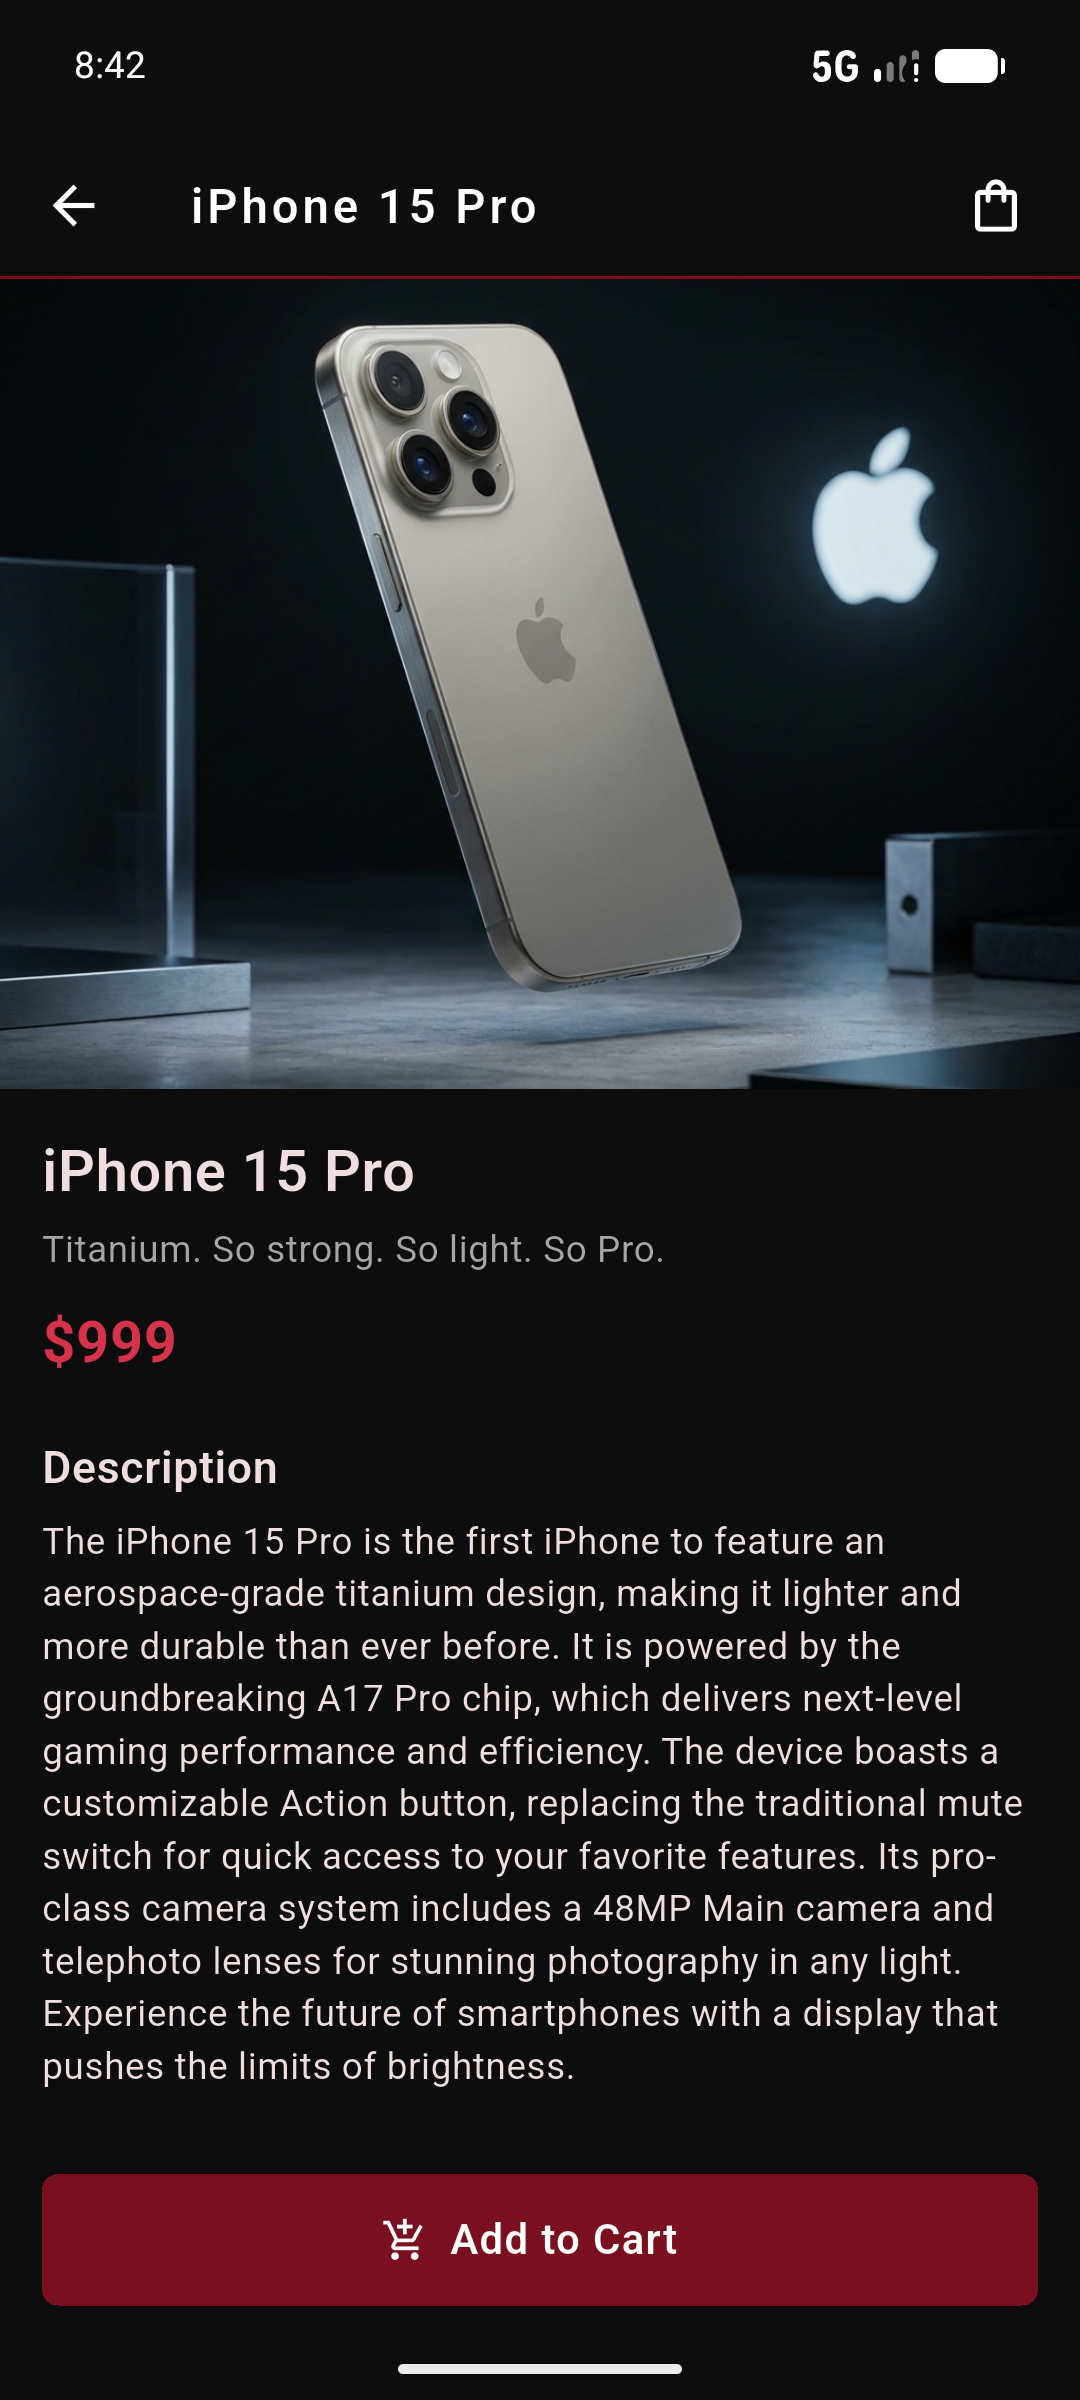 8:42
5G
iPhone 15 Pro
iPhone 15 Pro
Titanium. So strong. So light. So Pro.
$999
Description
The iPhone 15 Pro is the first iPhone to feature an
aerospace-grade titanium design, making it lighter and
more durable than ever before. It is powered by the
groundbreaking A17 Pro chip, which delivers next-level
gaming performance and efficiency. The device boasts a
customizable Action button, replacing the traditional mute
switch for quick access to your favorite features. Its pro-
class camera system includes a 48MP Main camera and
telephoto lenses for stunning photography in any light.
Experience the future of smartphones with a display that
pushes the limits of brightness.
Add to Cart